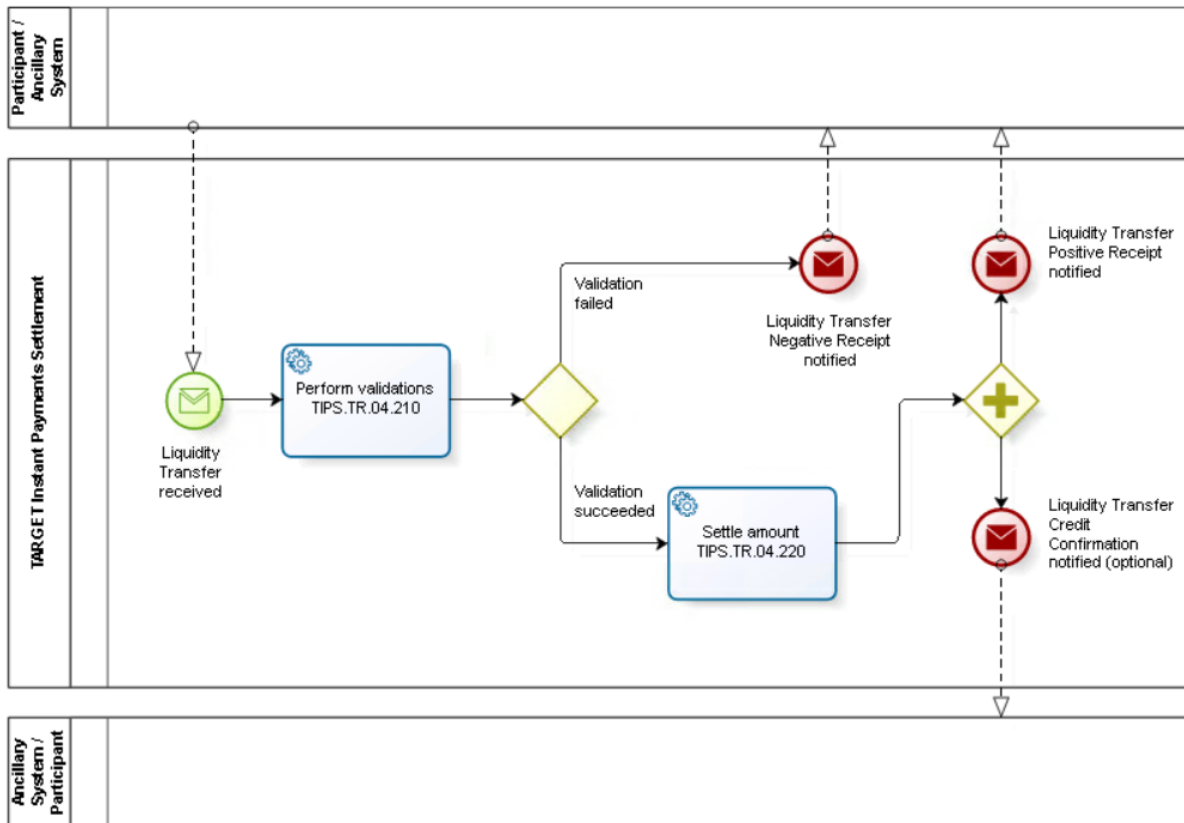 Participant /
Ancillary
System
TARGET Instant Payments Settlement
Liquidity
Transfer
received
Perform validations
TIPS.TR.04.210
Validation
failed
Liquidity Transfer
Negative Receipt
notified
Validation
succeeded
Settle amount
TIPS.TR.04.220
Liquidity Transfer
Positive Receipt
notified
Liquidity Transfer
Credit
Confirmation
notified (optional)
Ancillary
System /
Participant